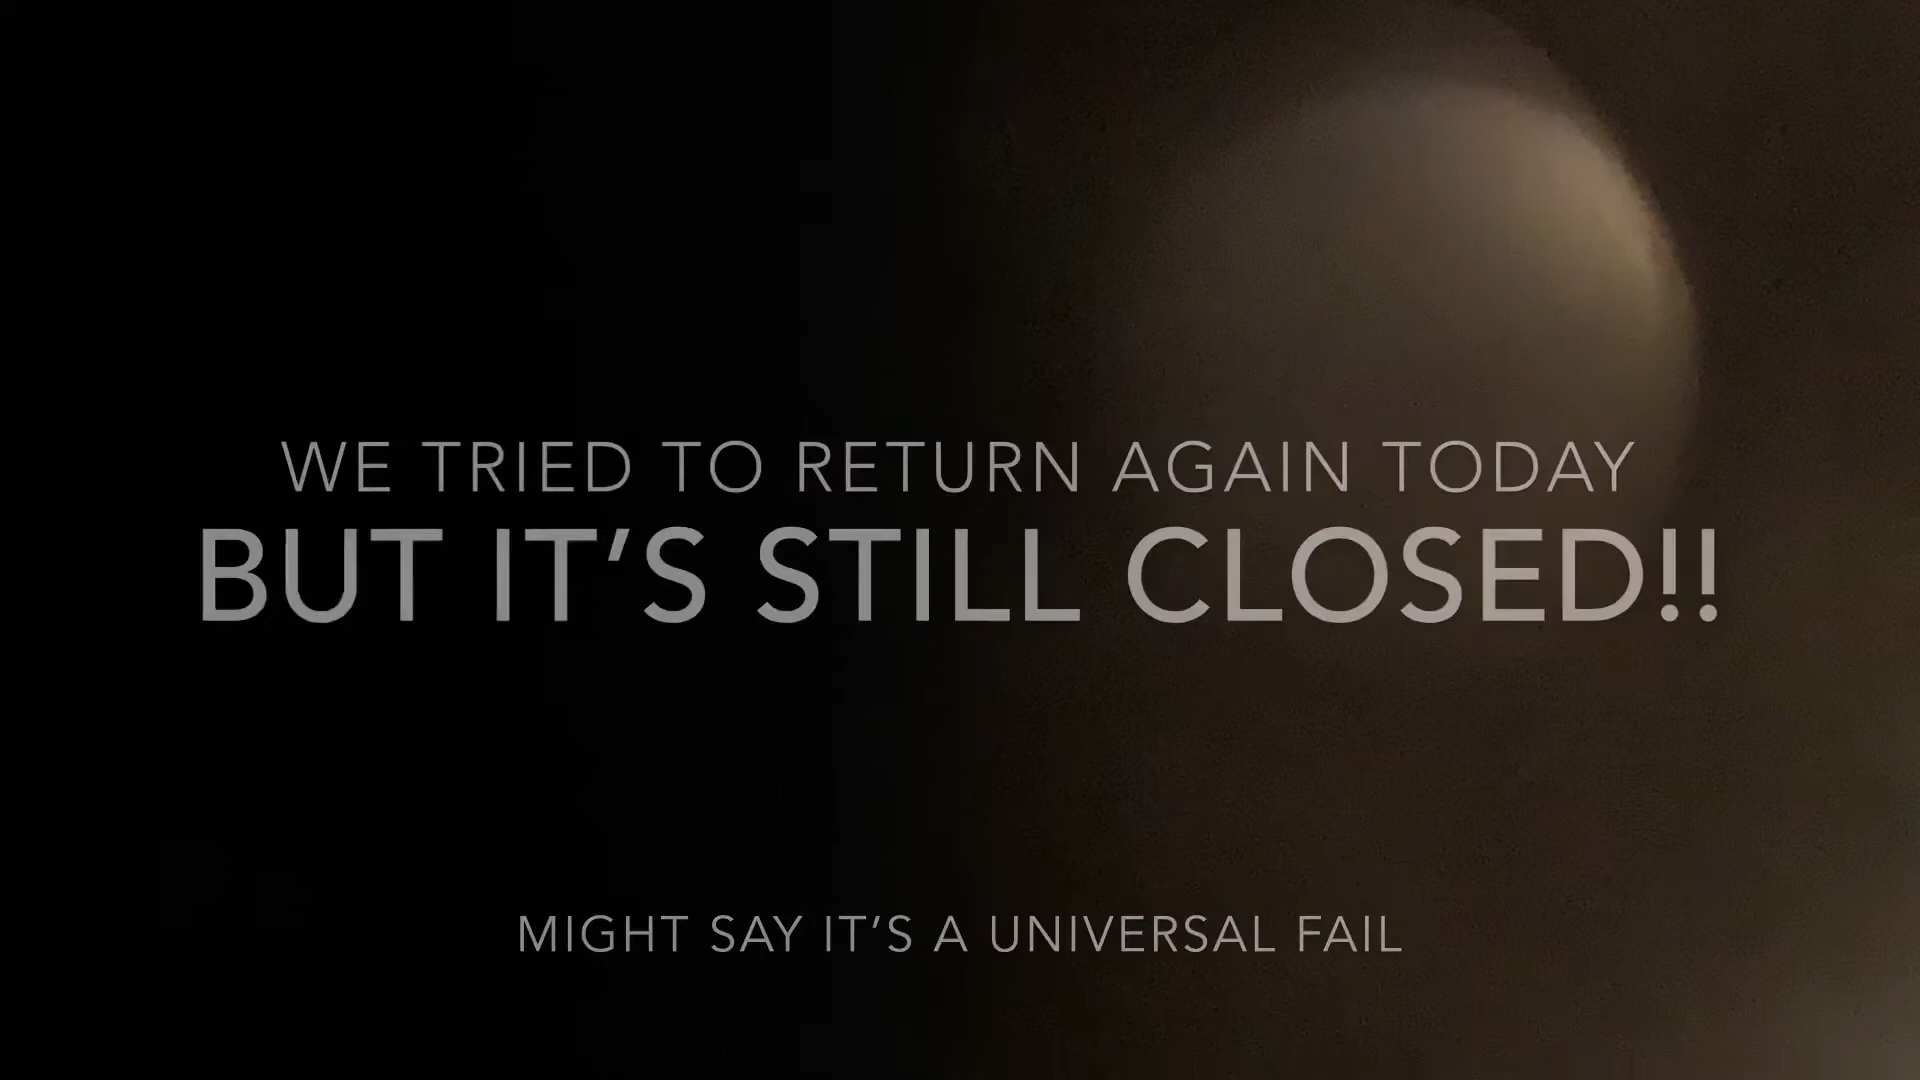 WE TRIED TO RETURN AGAIN TODAY
BUT IT’S STILL CLOSED!!
MIGHT SAY IT’S A UNIVERSAL FAIL